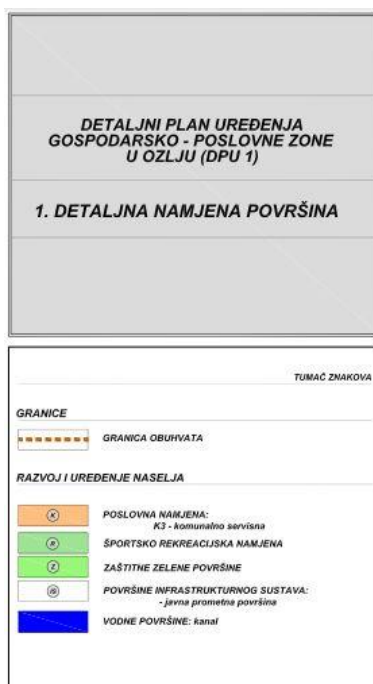 DETALJNI PLAN UREĐENJA
GOSPODARSKO - POSLOVNE ZONE
U OZLJU (DPU 1)
1. DETALJNA NAMJENA POVRŠINA
TUMAČ ZNAKOVA
GRANICE
GRANICA OBUHVATA
RAZVOJ I UREĐENJE NASELJA
K POSLOVNA NAMJENA:
K3 - komunalno servisna
R ŠPORTSKO REKREACIJSKA NAMJENA
Z ZAŠTITNE ZELENE POVRŠINE
IS POVRŠINE INFRASTRUKTURNOG SUSTAVA:
- javna prometna površina
VODNE POVRŠINE: kanal